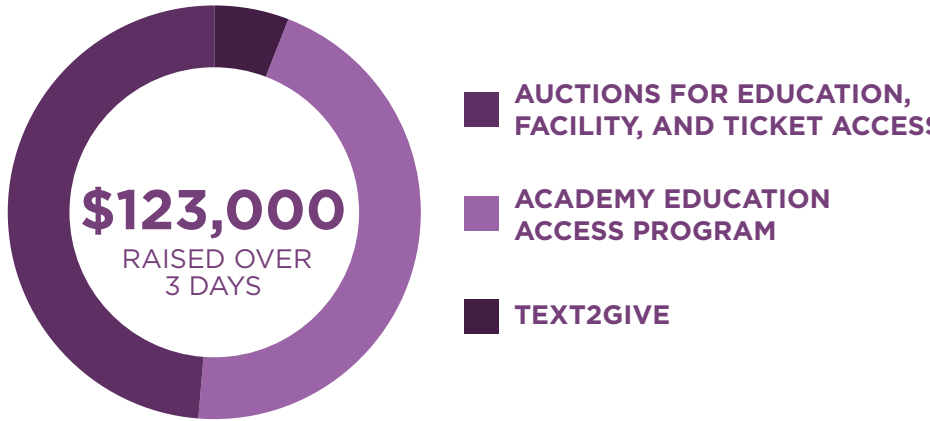 $123,000
RAISED OVER
3 DAYS
AUCTIONS FOR EDUCATION,
FACILITY, AND TICKET ACCESS
ACADEMY EDUCATION
ACCESS PROGRAM
TEXT2GIVE